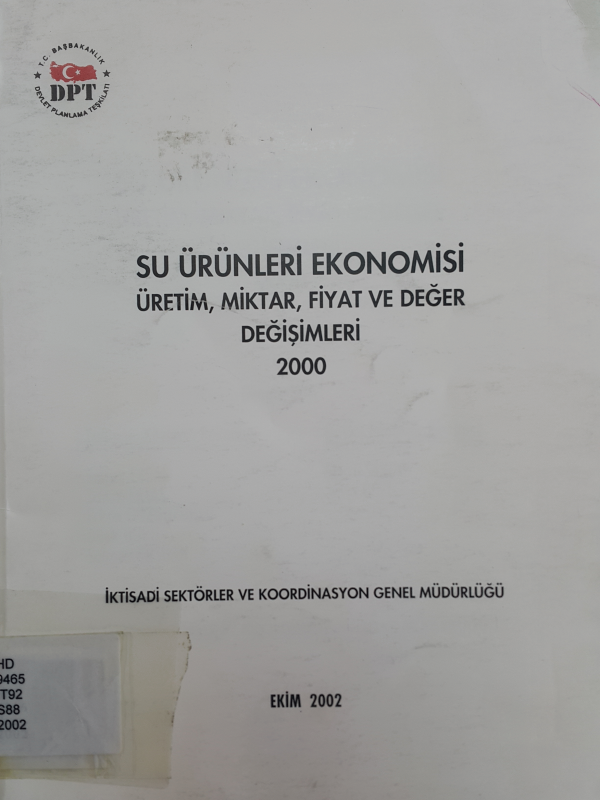 T.C. BAŞBAKANLIK
DPT
DEVLET PLANLAMA TEŞKİLATI
SU ÜRÜNLERİ EKONOMİSİ
ÜRETİM, MİKTAR, FİYAT VE DEĞER
DEĞİŞİMLERİ
2000
İKTİSADİ SEKTÖRLER VE KOORDİNASYON GENEL MÜDÜRLÜĞÜ
HD
9465
T92
S88
2002
EKİM 2002